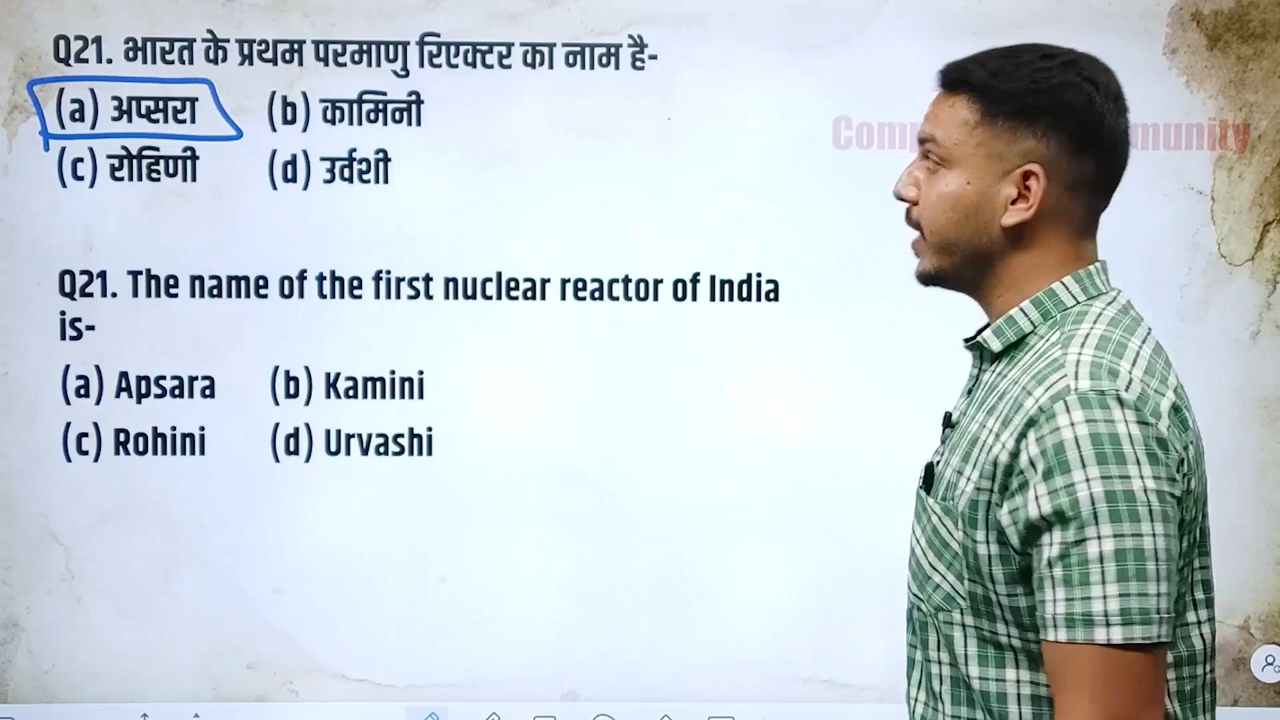 Q21. भारत के प्रथम परमाणु रिएक्टर का नाम है-
(a) अप्सरा (b) कामिनी
(c) रोहिणी (d) उर्वशी
Q21. The name of the first nuclear reactor of India
is-
(a) Apsara (b) Kamini
(c) Rohini (d) Urvashi